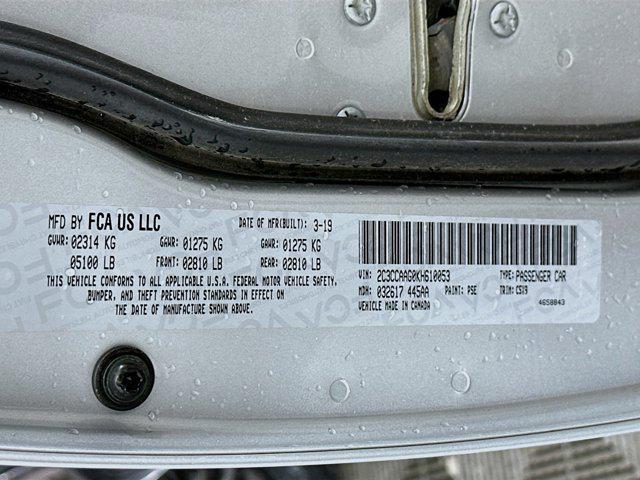 MFD BY FCA US LLC DATE OF MFR(BUILT): 3-19
GVWR: 02314 KG GAWR: 01275 KG GAWR: 01275 KG
05100 LB FRONT: 02810 LB REAR: 02810 LB
THIS VEHICLE CONFORMS TO ALL APPLICABLE U.S.A. FEDERAL MOTOR VEHICLE SAFETY,
BUMPER, AND THEFT PREVENTION STANDARDS IN EFFECT ON
THE DATE OF MANUFACTURE SHOWN ABOVE.
VIN: 2C3CCAAG0KH610053 TYPE: PASSENGER CAR
MDH: 032617 445AA PAINT: PSE TRIM: CSI9
VEHICLE MADE IN CANADA 4658843